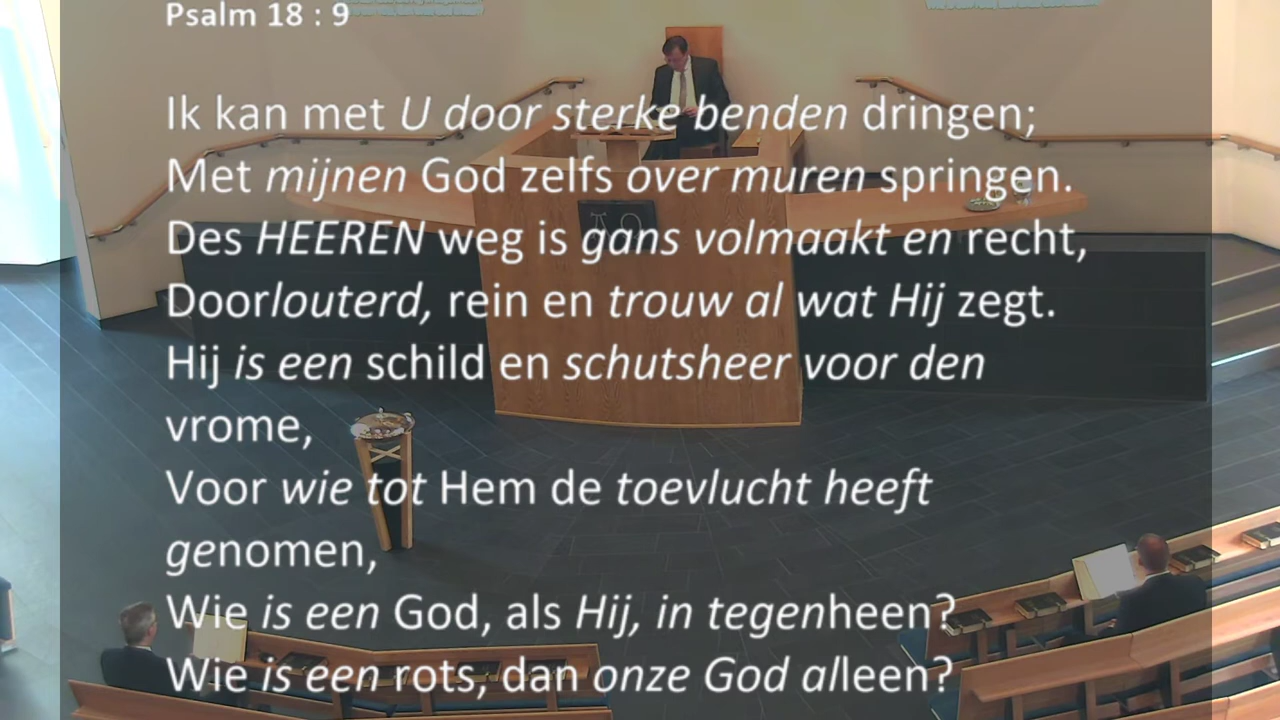 Psalm 18 : 9
Ik kan met U door sterke benden dringen;
Met mijnen God zelfs over muren springen.
Des HEEREN weg is gans volmaakt en recht,
Doorlouterd, rein en trouw al wat Hij zegt.
Hij is een schild en schutsheer voor den
vrome,
Voor wie tot Hem de toevlucht heeft
genomen,
Wie is een God, als Hij, in tegenheen?
Wie is een rots, dan onze God alleen?
Α Ω